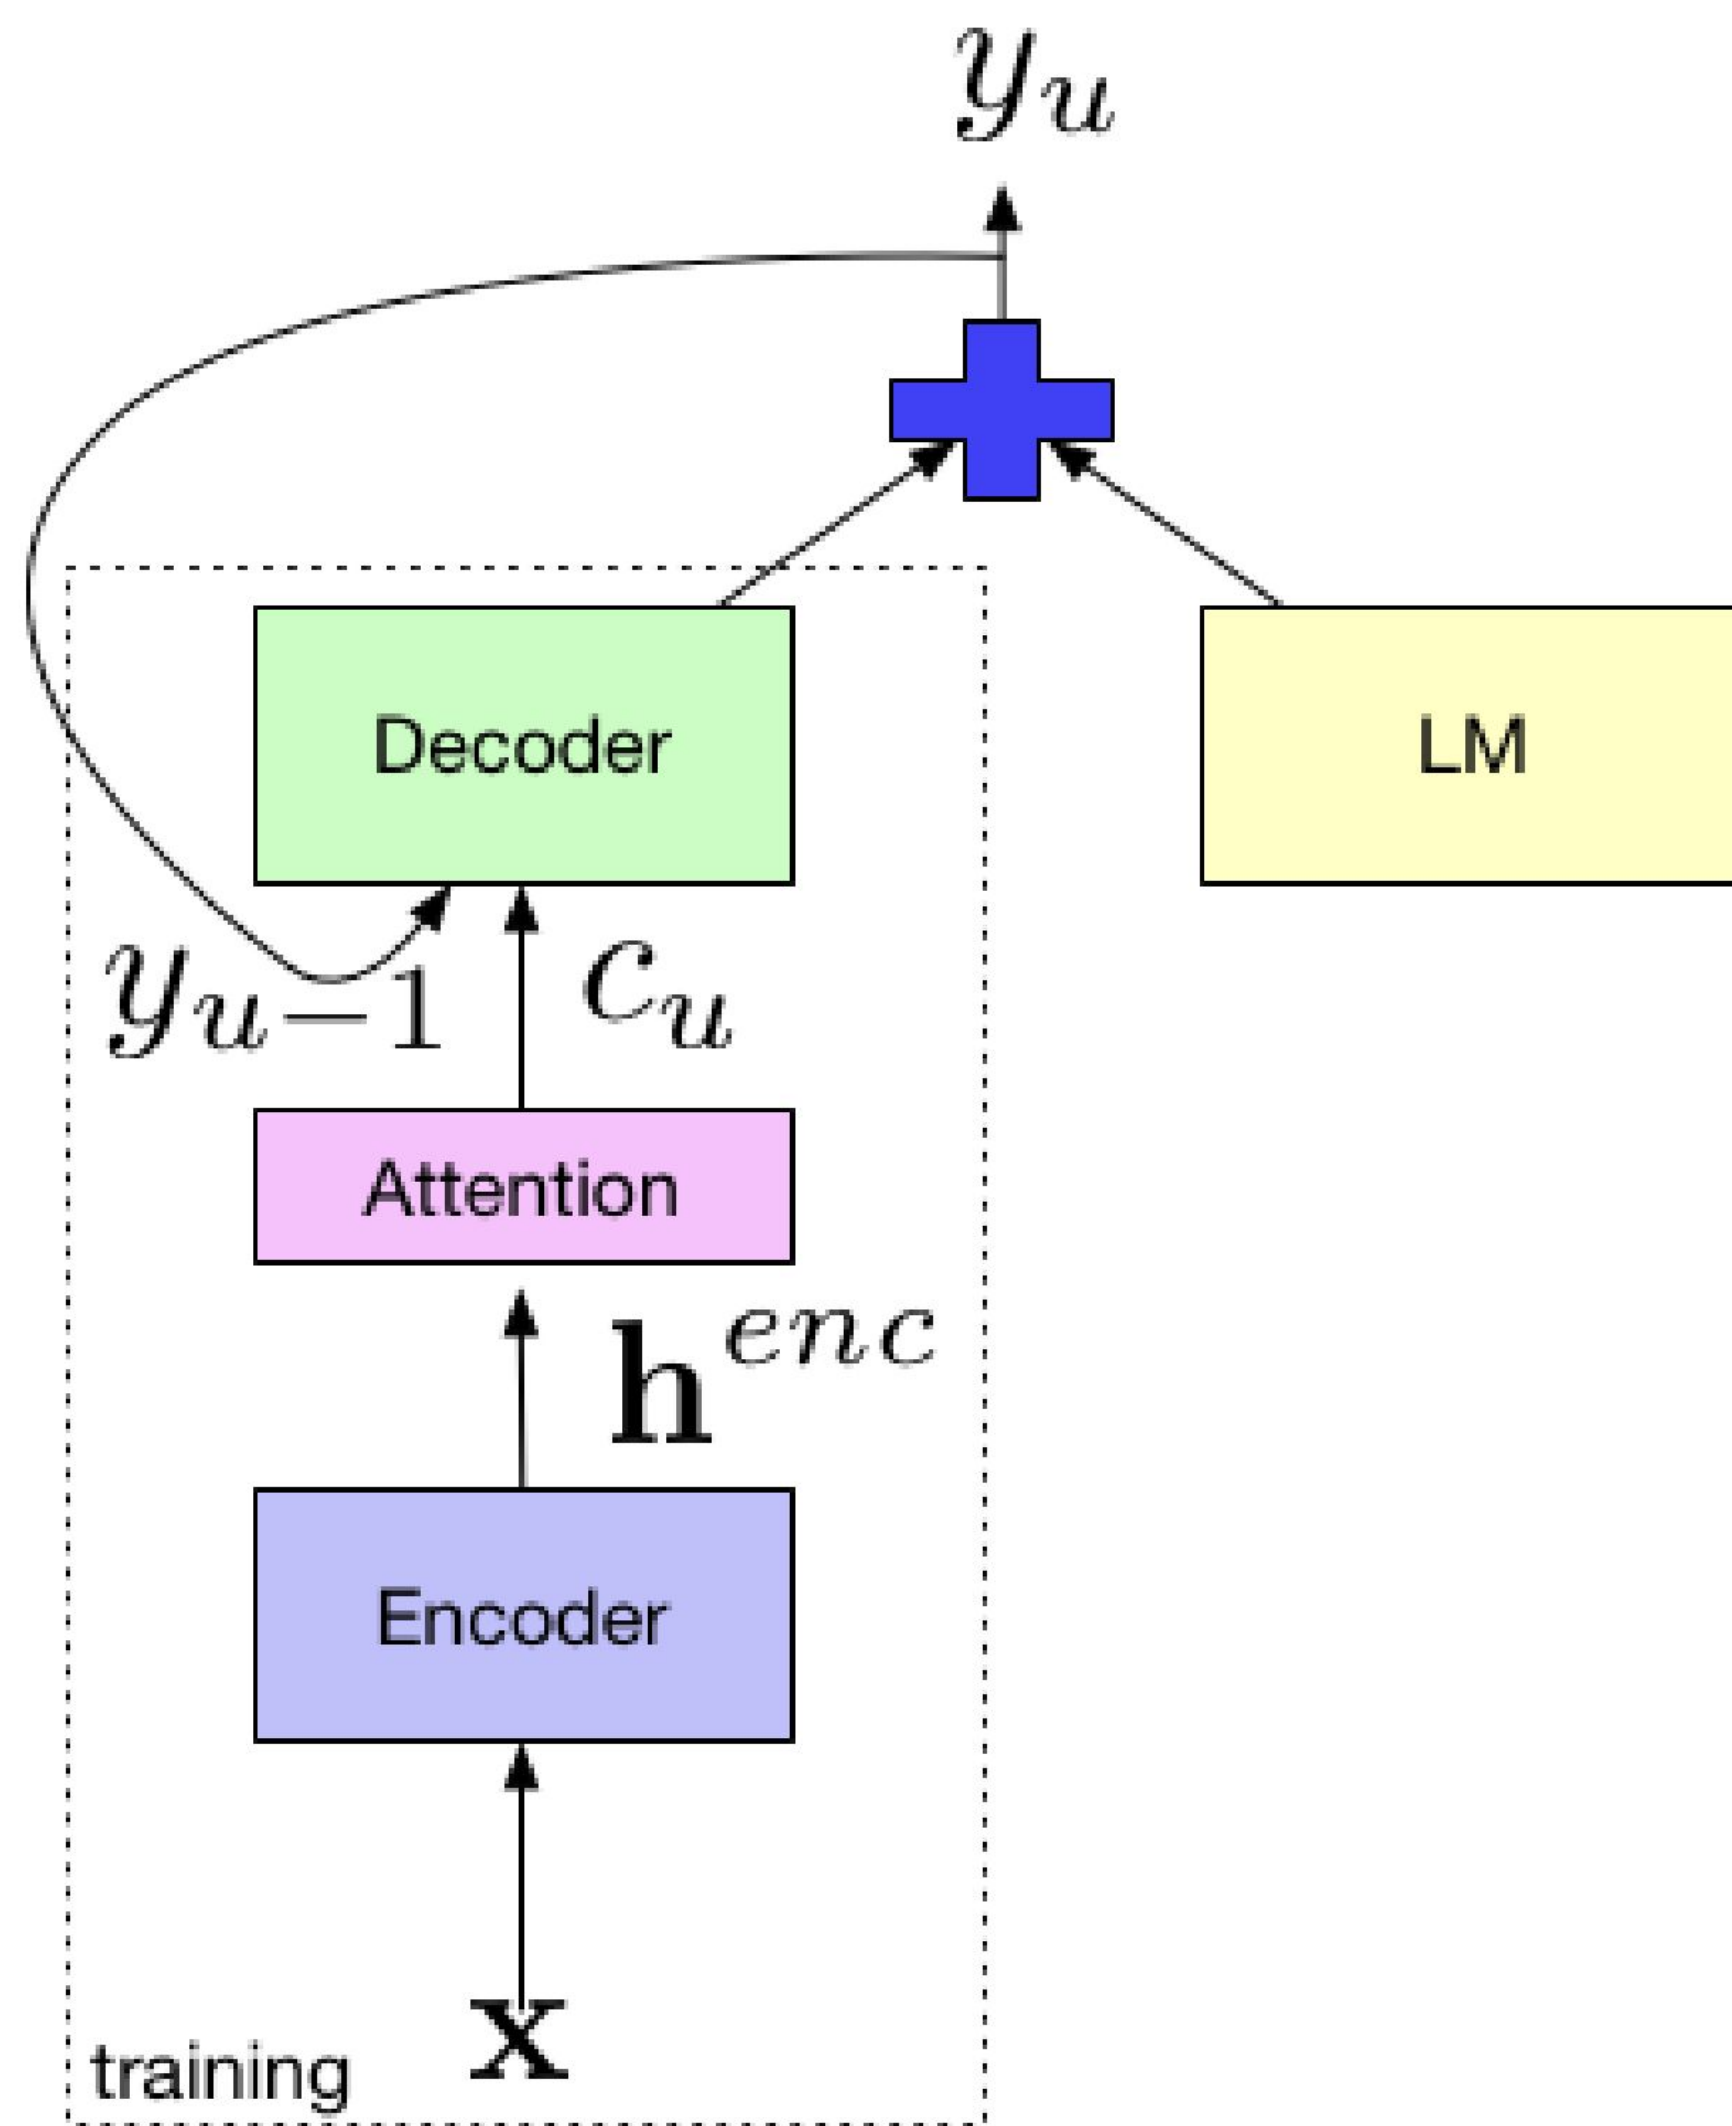 y_u
Decoder
LM
y_{u-1}
c_u
Attention
h^{enc}
Encoder
x
training